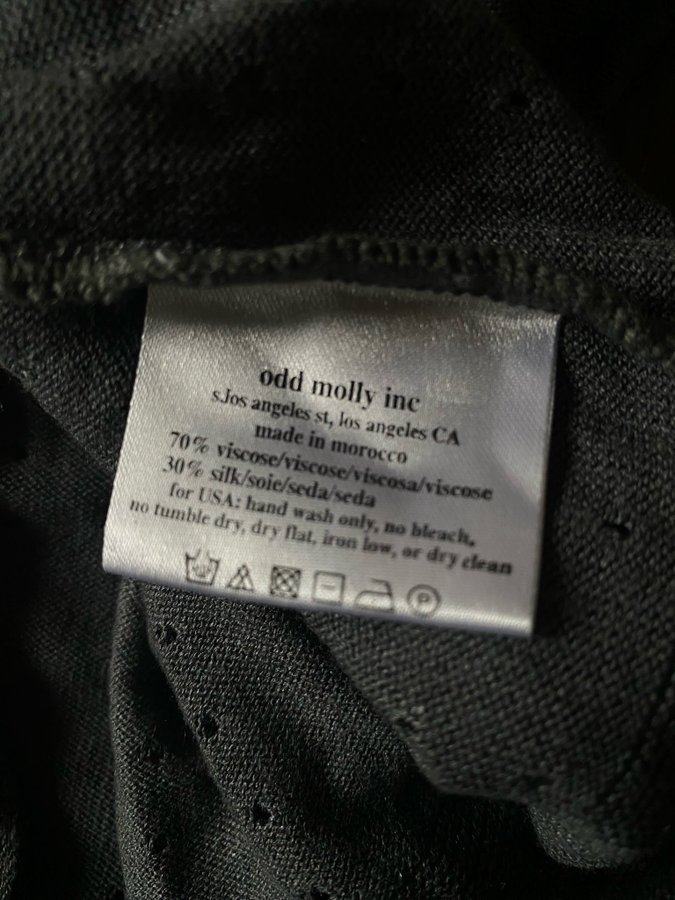 odd molly inc
s.los angeles st, los angeles CA
made in morocco
70% viscose/viscose/viscosa/viscose
30% silk/soie/seda/seda
for USA: hand wash only, no bleach,
no tumble dry, dry flat, iron low, or dry clean
P